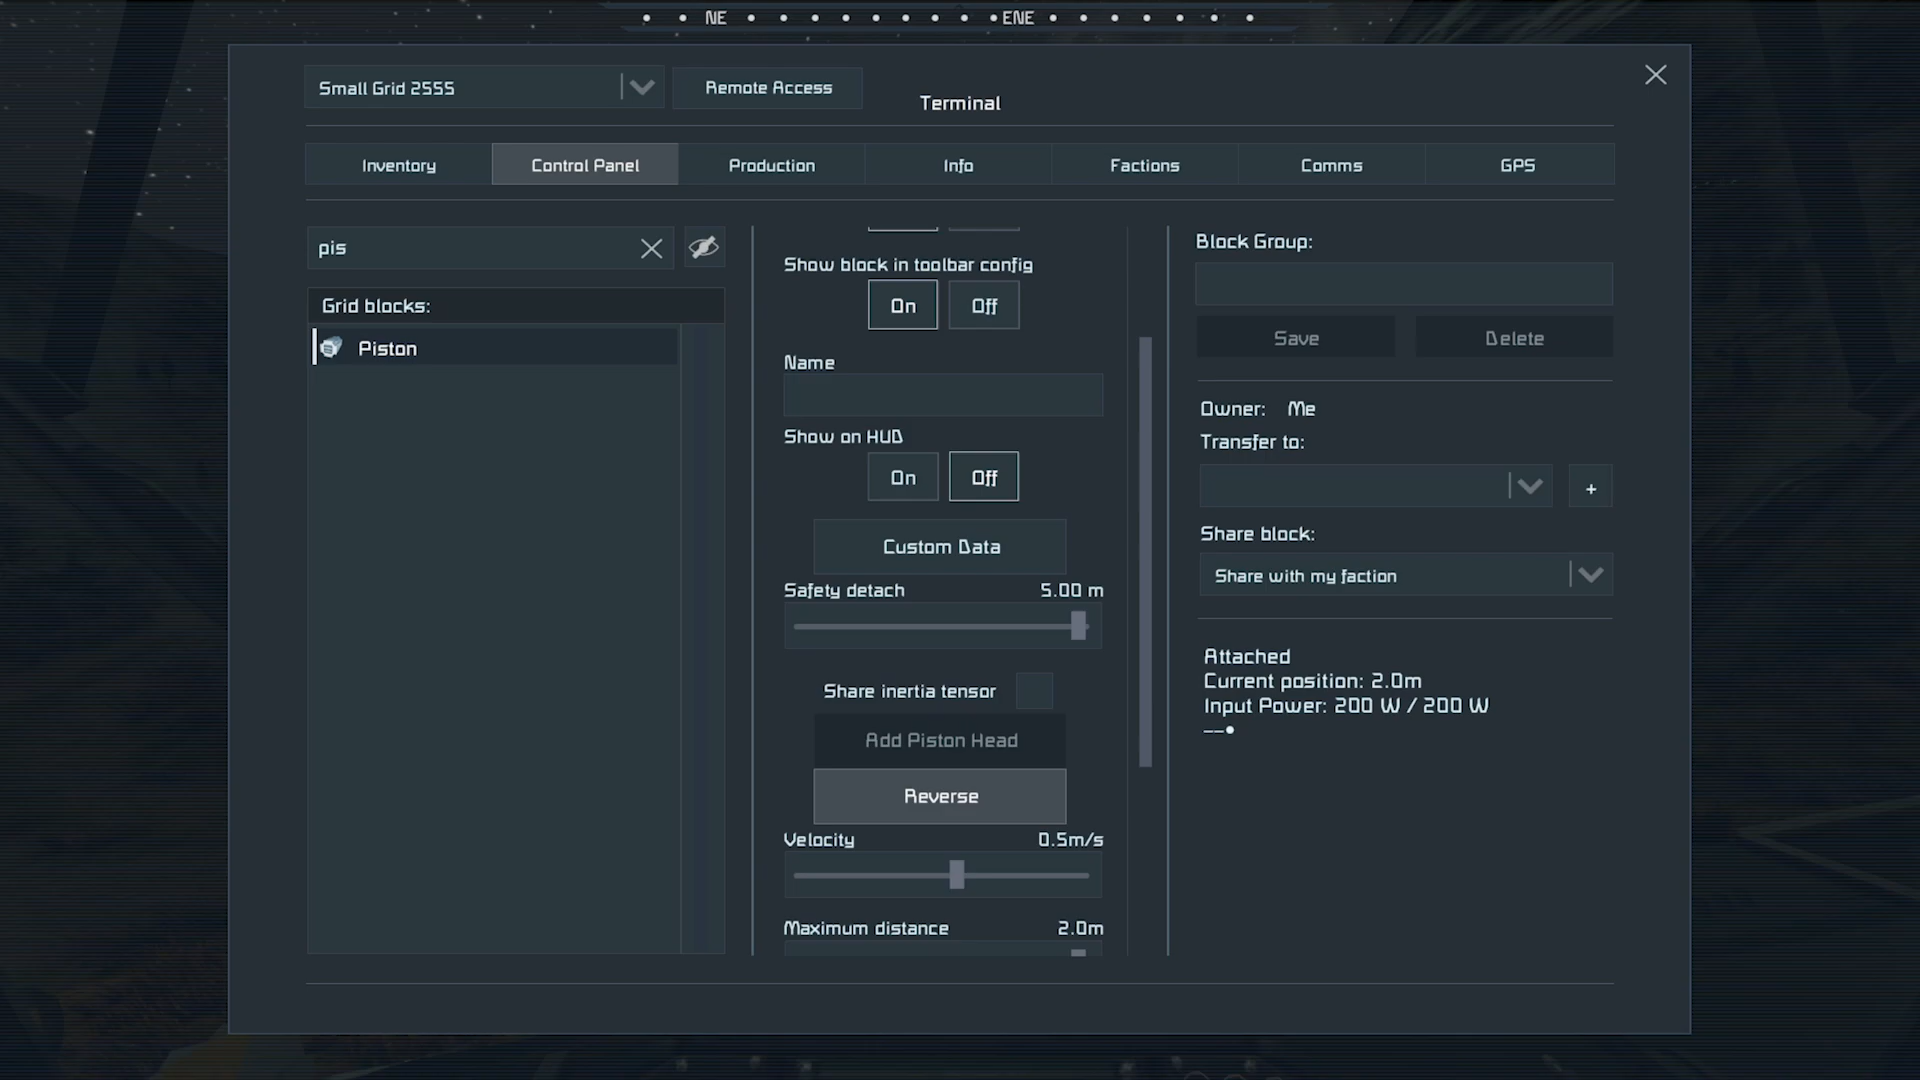 NE
ENE
Small Grid 2555
Remote Access
Terminal
Inventory
Control Panel
Production
Info
Factions
Comms
GPS
pis
Grid blocks:
Piston
Show block in toolbar config
On
Off
Name
Show on HUD
On
Off
Custom Data
Safety detach 5.00 m
Share inertia tensor
Add Piston Head
Reverse
Velocity 0.5m/s
Maximum distance 2.0m
Block Group:
Save
Delete
Owner: Me
Transfer to:
+
Share block:
Share with my faction
Attached
Current position: 2.0m
Input Power: 200 W / 200 W